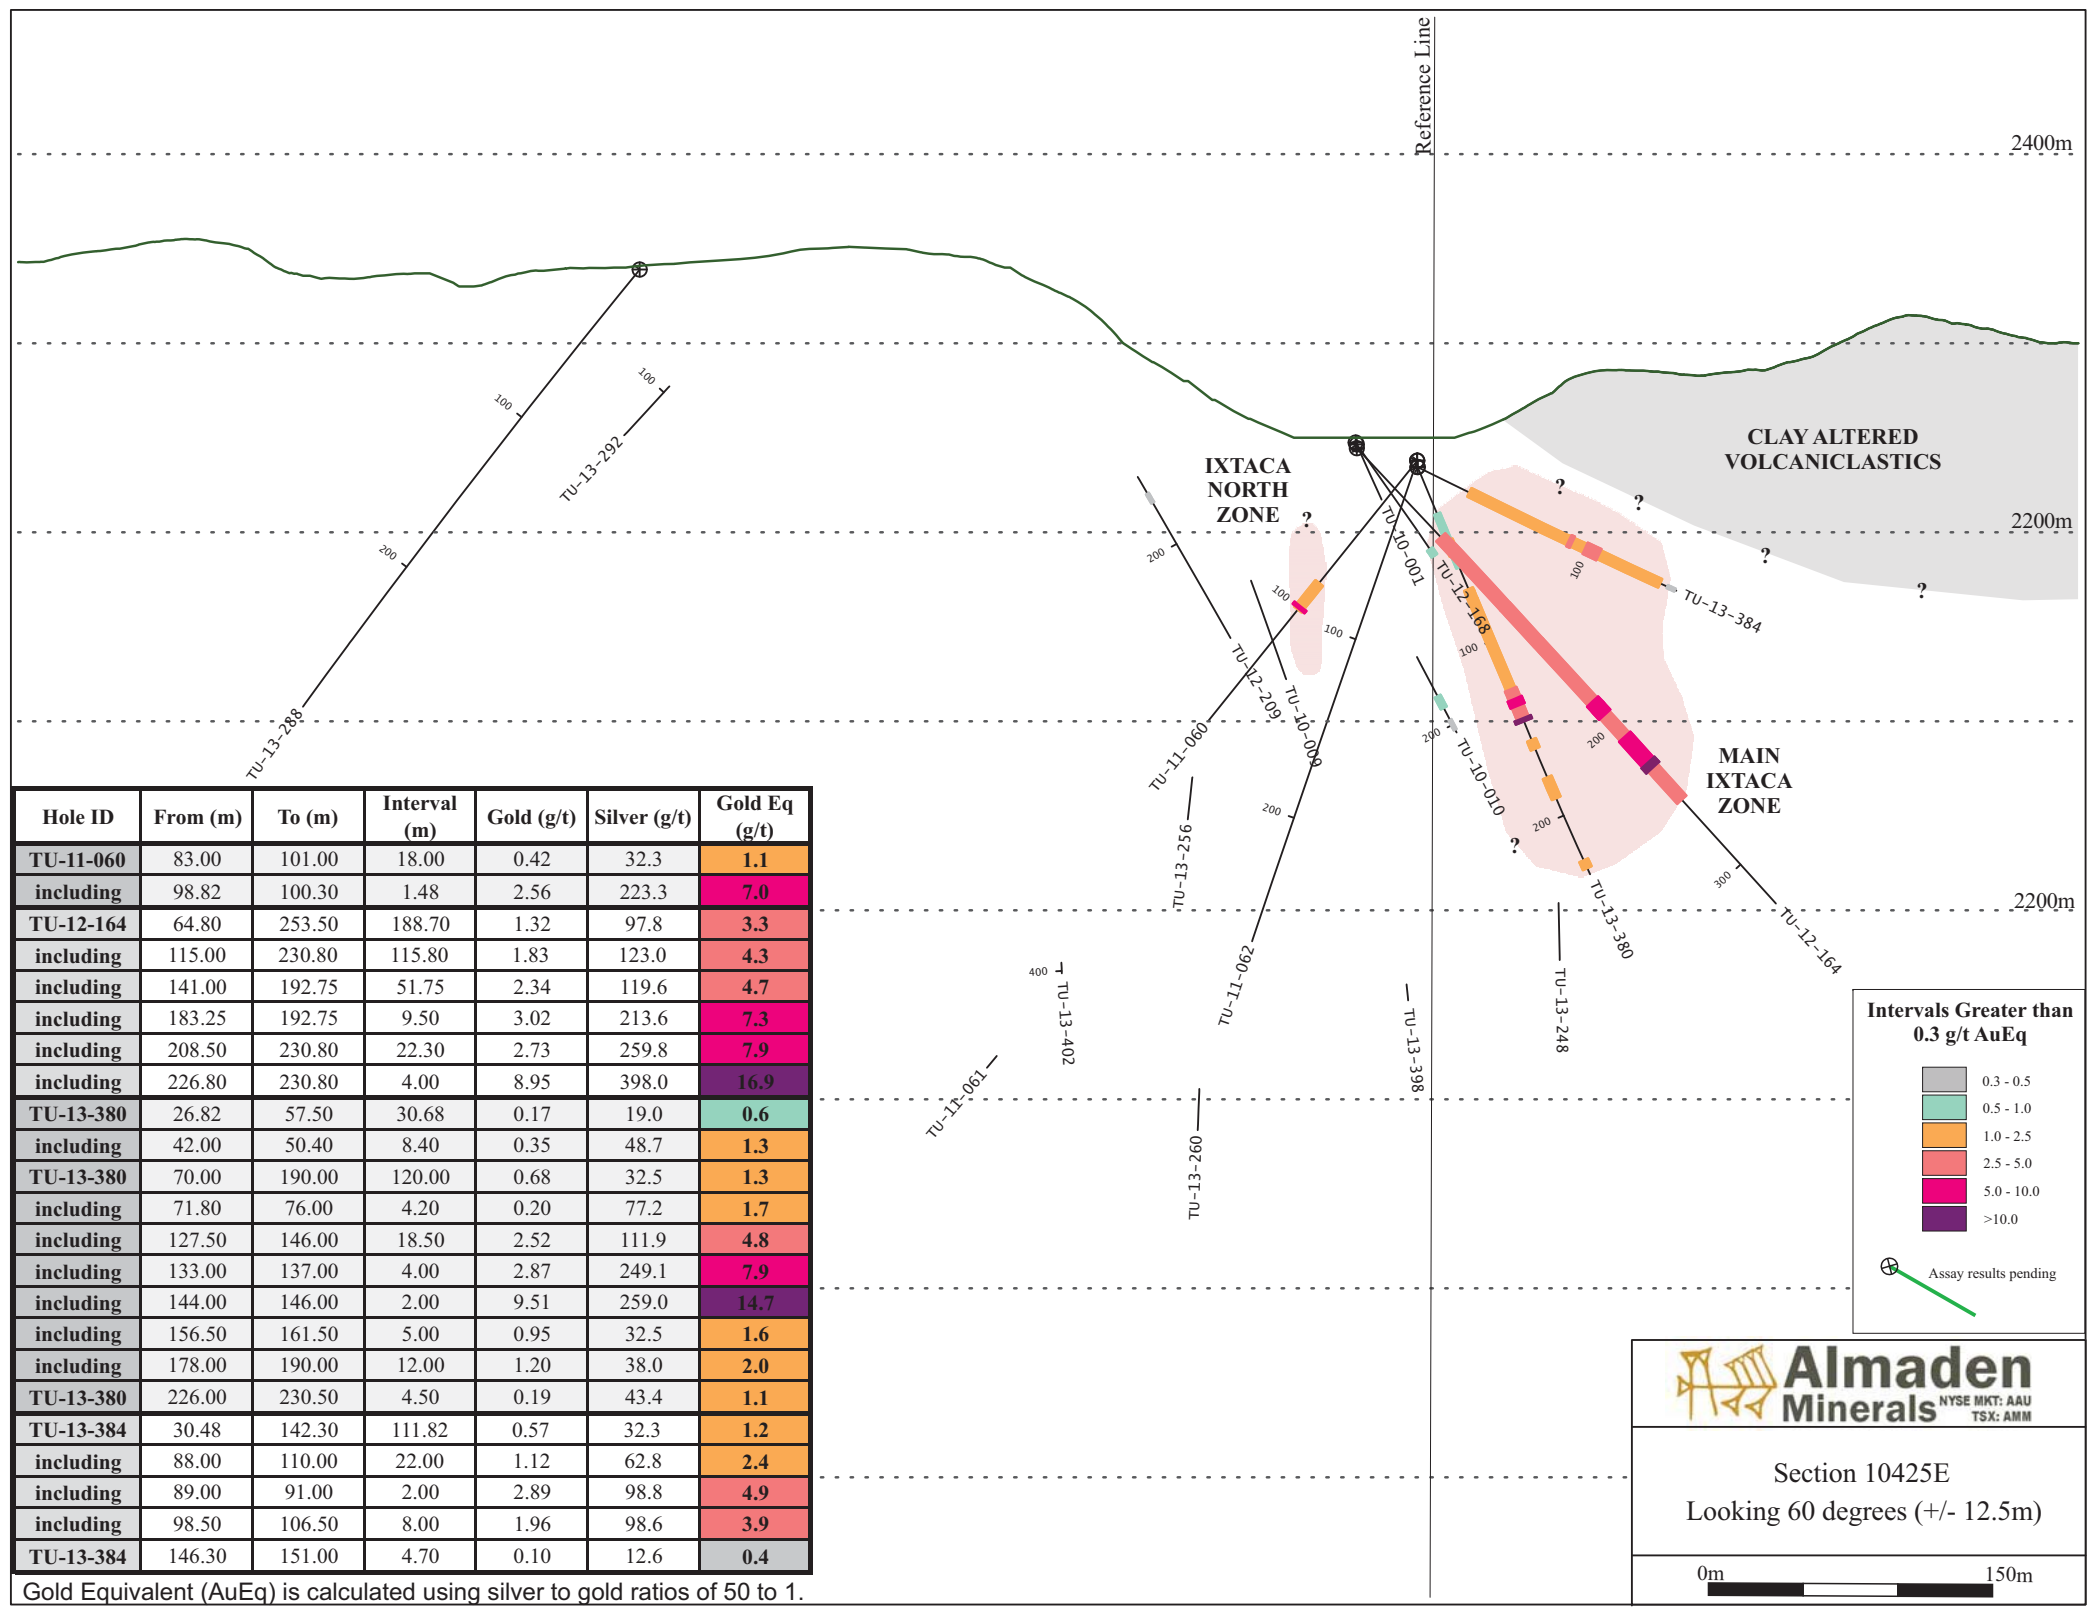 Reference Line
2400m
100
100
TU-13-292
200
TU-13-288
IXTACA
NORTH
ZONE
?
CLAY ALTERED
VOLCANICLASTICS
?
?
?
?
2200m
200
TU-10-001
TU-12-168
100
TU-13-384
100
100
100
TU-12-209
TU-10-009
TU-11-060
200
TU-10-010
200
MAIN
IXTACA
ZONE
200
200
?
TU-13-256
300
2200m
TU-13-380
TU-12-164
TU-11-062
400
TU-13-402
TU-13-398
TU-13-248
TU-11-061
TU-13-260
Hole ID From (m) To (m) Interval (m) Gold (g/t) Silver (g/t) Gold Eq (g/t)
TU-11-060 83.00 101.00 18.00 0.42 32.3 1.1
including 98.82 100.30 1.48 2.56 223.3 7.0
TU-12-164 64.80 253.50 188.70 1.32 97.8 3.3
including 115.00 230.80 115.80 1.83 123.0 4.3
including 141.00 192.75 51.75 2.34 119.6 4.7
including 183.25 192.75 9.50 3.02 213.6 7.3
including 208.50 230.80 22.30 2.73 259.8 7.9
including 226.80 230.80 4.00 8.95 398.0 16.9
TU-13-380 26.82 57.50 30.68 0.17 19.0 0.6
including 42.00 50.40 8.40 0.35 48.7 1.3
TU-13-380 70.00 190.00 120.00 0.68 32.5 1.3
including 71.80 76.00 4.20 0.20 77.2 1.7
including 127.50 146.00 18.50 2.52 111.9 4.8
including 133.00 137.00 4.00 2.87 249.1 7.9
including 144.00 146.00 2.00 9.51 259.0 14.7
including 156.50 161.50 5.00 0.95 32.5 1.6
including 178.00 190.00 12.00 1.20 38.0 2.0
TU-13-380 226.00 230.50 4.50 0.19 43.4 1.1
TU-13-384 30.48 142.30 111.82 0.57 32.3 1.2
including 88.00 110.00 22.00 1.12 62.8 2.4
including 89.00 91.00 2.00 2.89 98.8 4.9
including 98.50 106.50 8.00 1.96 98.6 3.9
TU-13-384 146.30 151.00 4.70 0.10 12.6 0.4
Gold Equivalent (AuEq) is calculated using silver to gold ratios of 50 to 1.
Intervals Greater than
0.3 g/t AuEq
0.3 - 0.5
0.5 - 1.0
1.0 - 2.5
2.5 - 5.0
5.0 - 10.0
>10.0
Assay results pending
Almaden
Minerals
NYSE MKT: AAU
TSX: AMM
Section 10425E
Looking 60 degrees (+/- 12.5m)
0m 150m